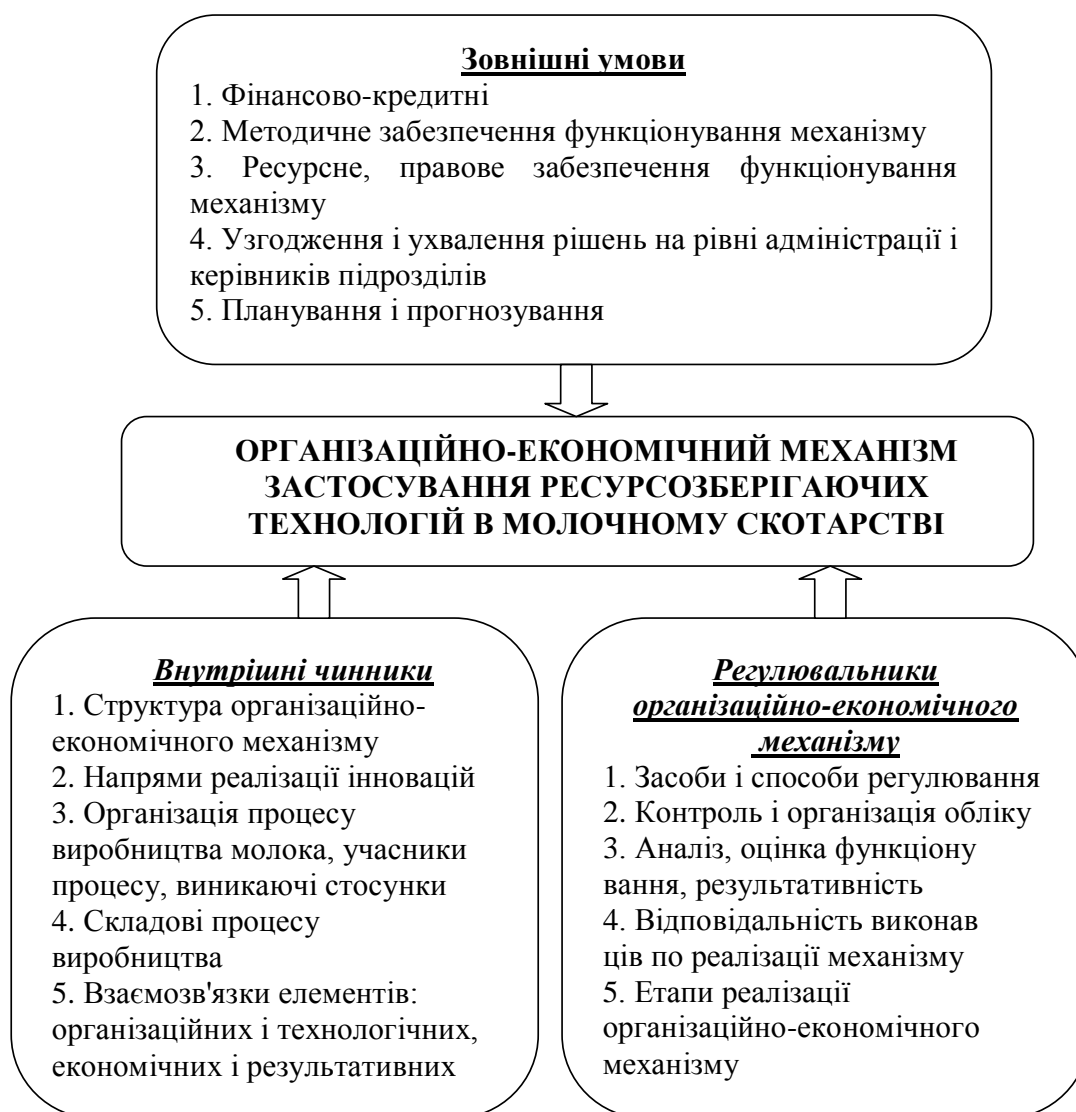 Зовнішні умови
1. Фінансово-кредитні
2. Методичне забезпечення функціонування механізму
3. Ресурсне, правове забезпечення функціонування
механізму
4. Узгодження і ухвалення рішень на рівні адміністрації і
керівників підрозділів
5. Планування і прогнозування
ОРГАНІЗАЦІЙНО-ЕКОНОМІЧНИЙ МЕХАНІЗМ
ЗАСТОСУВАННЯ РЕСУРСОЗБЕРІГАЮЧИХ
ТЕХНОЛОГІЙ В МОЛОЧНОМУ СКОТАРСТВІ
Внутрішні чинники
1. Структура організаційно-
економічного механізму
2. Напрями реалізації інновацій
3. Організація процесу
виробництва молока, учасники
процесу, виникаючі стосунки
4. Складові процесу
виробництва
5. Взаємозв'язки елементів:
організаційних і технологічних,
економічних і результативних
Регулювальники
організаційно-економічного
механізму
1. Засоби і способи регулювання
2. Контроль і організація обліку
3. Аналіз, оцінка функціону
вання, результативність
4. Відповідальність виконав
ців по реалізації механізму
5. Етапи реалізації
організаційно-економічного
механізму